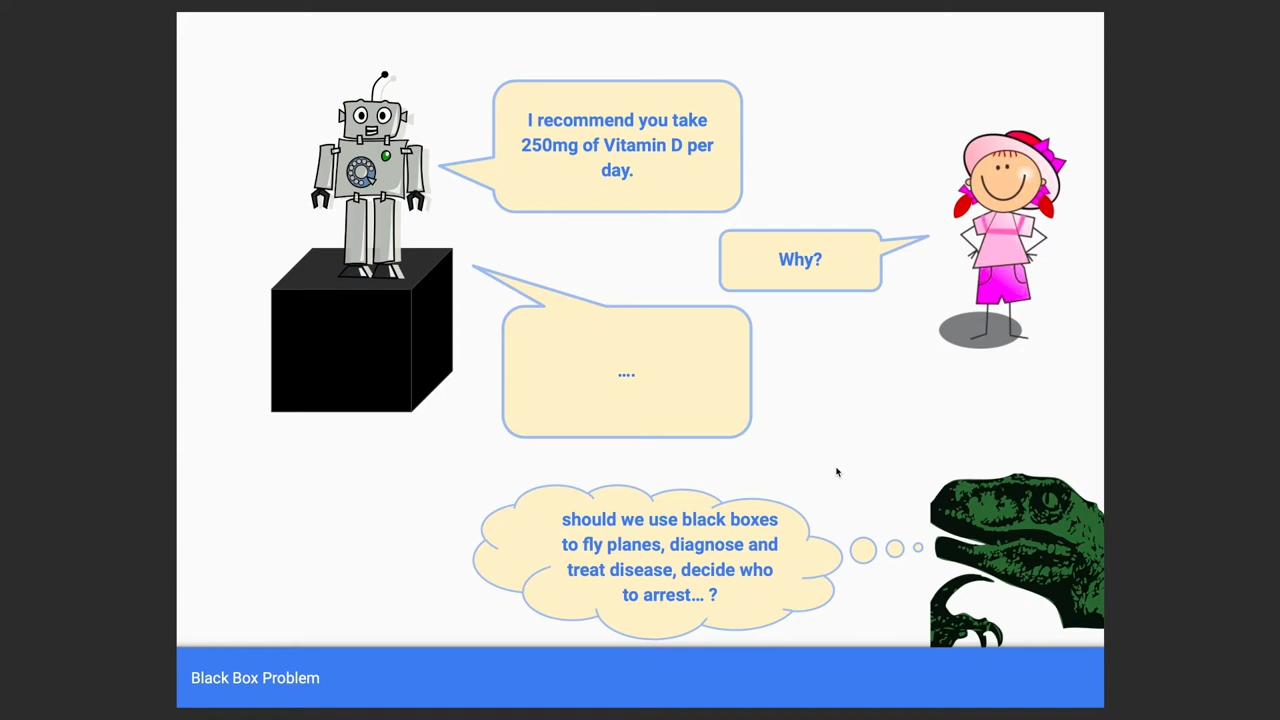 I recommend you take
250mg of Vitamin D per
day.
Why?
....
should we use black boxes
to fly planes, diagnose and
treat disease, decide who
to arrest... ?
Black Box Problem